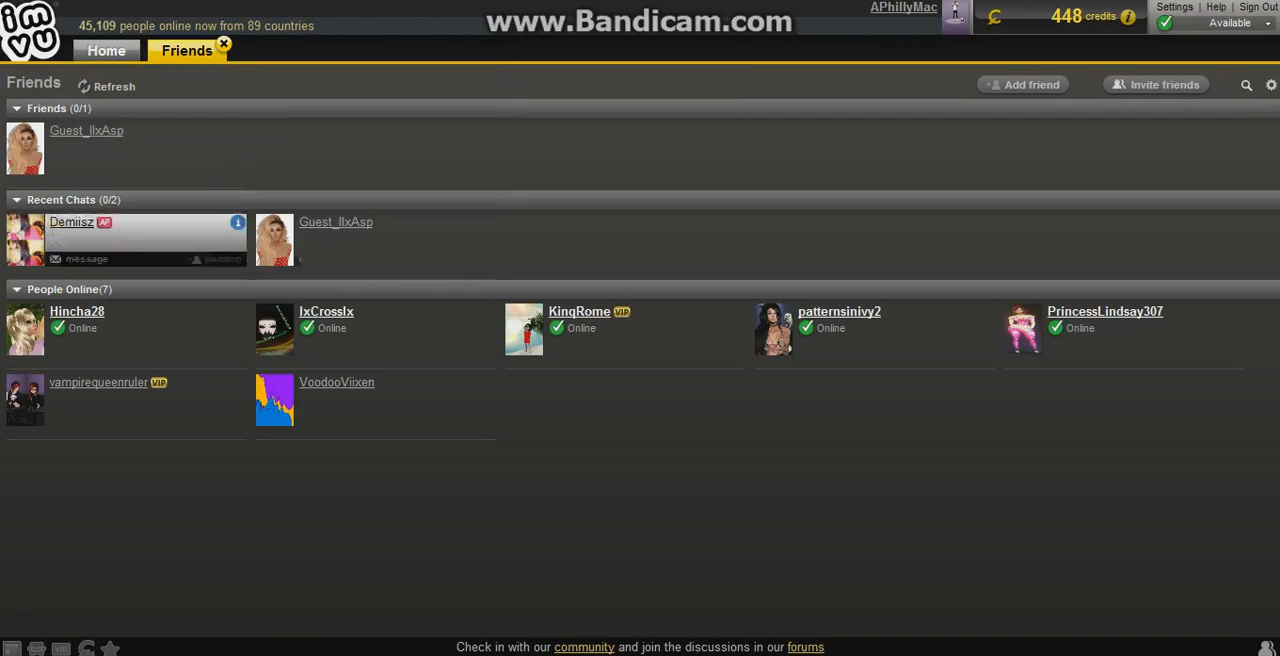 imvu
45,109 people online now from 89 countries
www.Bandicam.com
APhillyMac
448 credits
Settings | Help | Sign Out
Available
Home
Friends
Friends
Refresh
Add friend
Invite friends
Friends (0/1)
Guest_IlxAsp
Recent Chats (0/2)
Demiisz AP
message
Guest_IlxAsp
People Online(7)
Hincha28
Online
IxCrossIx
Online
KinqRome VIP
Online
patternsinivy2
Online
PrincessLindsay307
Online
vampirequeenruler VIP
VoodooViixen
VIP
Check in with our community and join the discussions in our forums